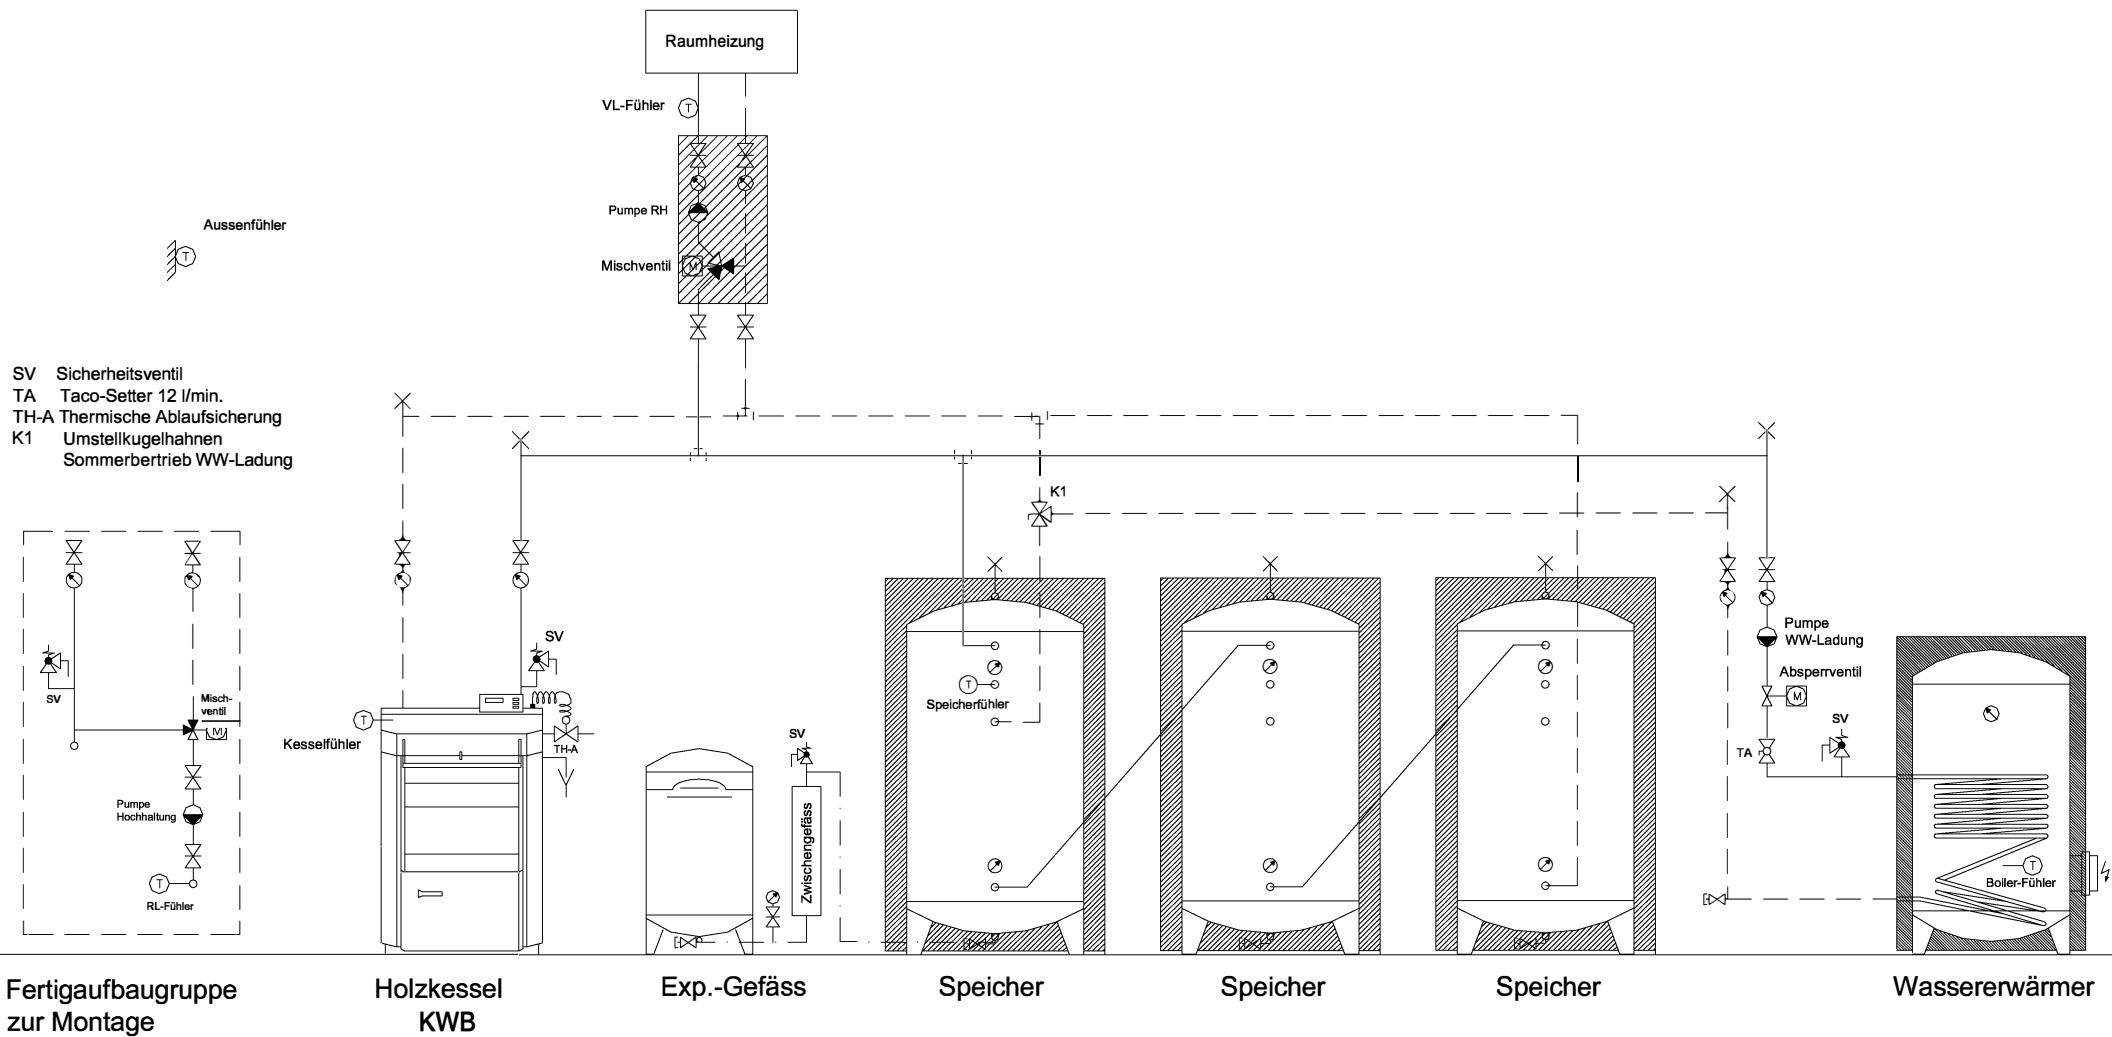 Raumheizung
VL-Fühler
T
Pumpe RH
Aussenfühler
T
Mischventil
M
SV Sicherheitsventil
TA Taco-Setter 12 l/min.
TH-A Thermische Ablaufsicherung
K1 Umstellkugelhahnen
Sommerbertrieb WW-Ladung
K1
SV
SV
Misch-
ventil
M
Pumpe
Hochhaltung
T
RL-Fühler
T
Kesselfühler
TH-A
SV
Zwischengefäss
T
Speicherfühler
Pumpe
WW-Ladung
Absperrventil
M
SV
TA
T
Boiler-Fühler
Fertigaufbaugruppe
zur Montage
Holzkessel
KWB
Exp.-Gefäss
Speicher
Speicher
Speicher
Wassererwärmer